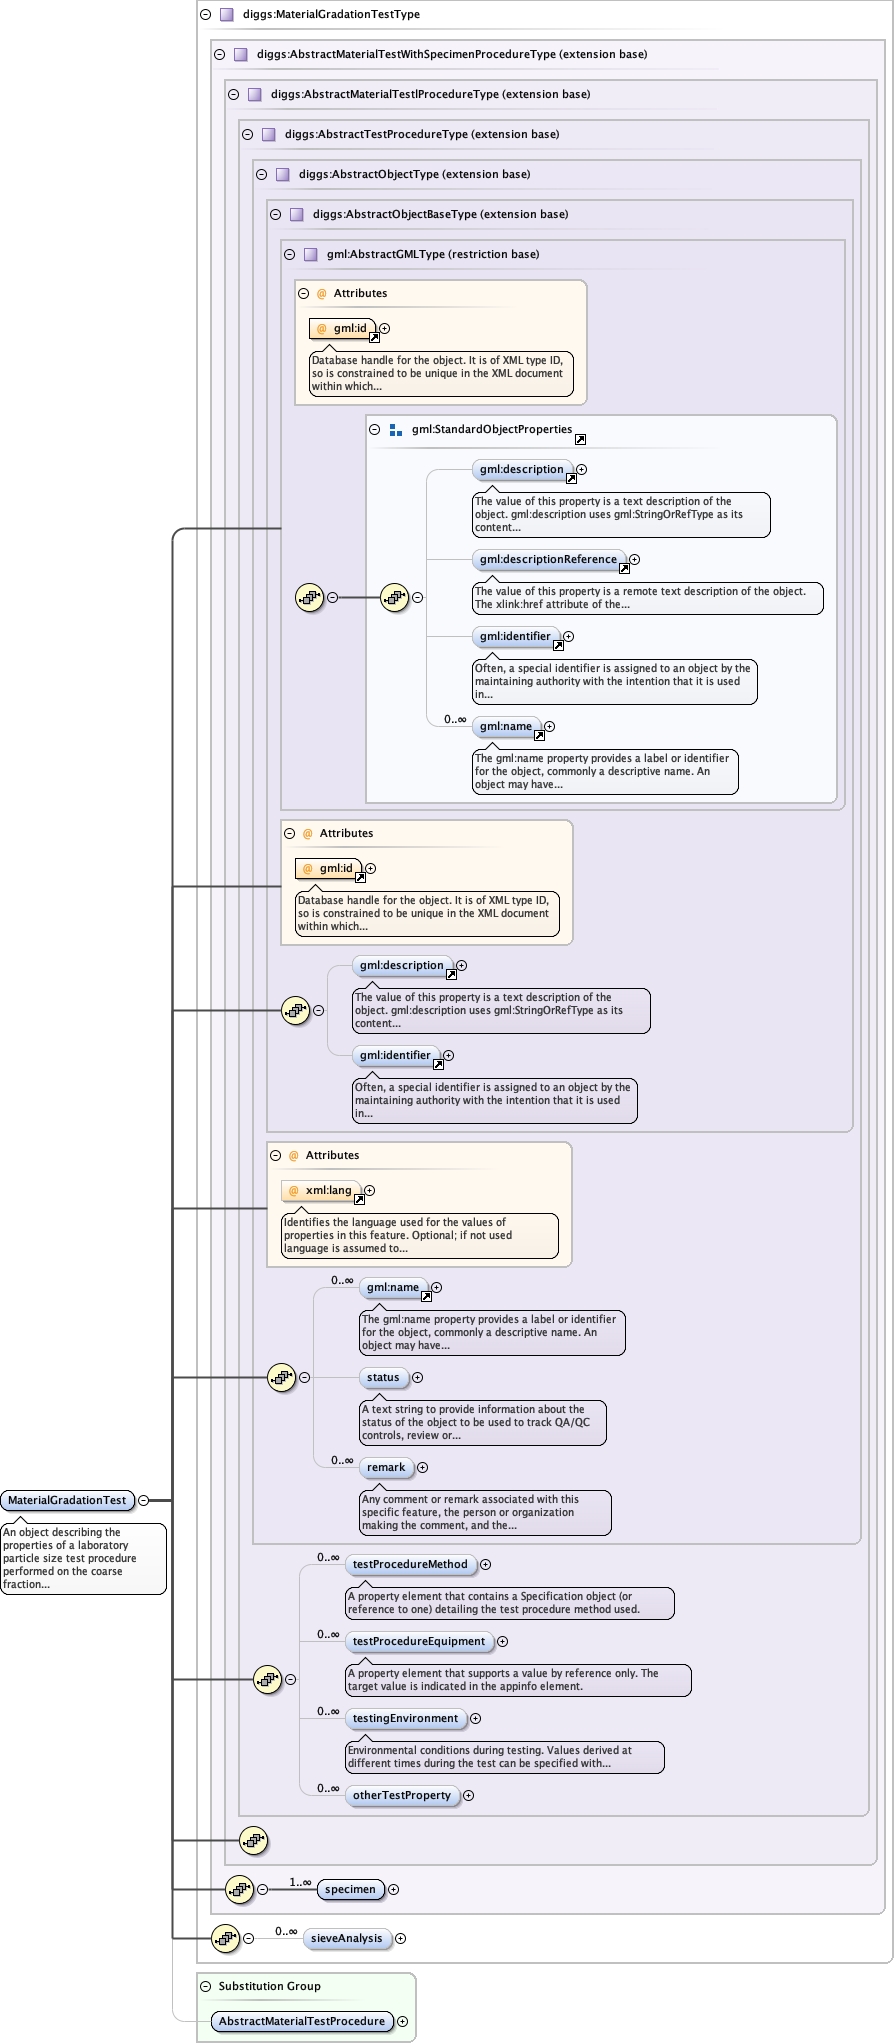 diggs:MaterialGradationTestType
diggs:AbstractMaterialTestWithSpecimenProcedureType (extension base)
diggs:AbstractMaterialTestlProcedureType (extension base)
diggs:AbstractTestProcedureType (extension base)
diggs:AbstractObjectType (extension base)
diggs:AbstractObjectBaseType (extension base)
gml:AbstractGMLType (restriction base)
@ Attributes
@ gml:id
Database handle for the object. It is of XML type ID,
so is constrained to be unique in the XML document
within which...
gml:StandardObjectProperties
gml:description
The value of this property is a text description of the
object. gml:description uses gml:StringOrRefType as its
content...
gml:descriptionReference
The value of this property is a remote text description of the object.
The xlink:href attribute of the...
gml:identifier
Often, a special identifier is assigned to an object by the
maintaining authority with the intention that it is used
in...
0..∞
gml:name
The gml:name property provides a label or identifier
for the object, commonly a descriptive name. An
object may have...
@ Attributes
@ gml:id
Database handle for the object. It is of XML type ID,
so is constrained to be unique in the XML document
within which...
gml:description
The value of this property is a text description of the
object. gml:description uses gml:StringOrRefType as its
content...
gml:identifier
Often, a special identifier is assigned to an object by the
maintaining authority with the intention that it is used
in...
@ Attributes
@ xml:lang
Identifies the language used for the values of
properties in this feature. Optional; if not used
language is assumed to...
0..∞
gml:name
The gml:name property provides a label or identifier
for the object, commonly a descriptive name. An
object may have...
status
A text string to provide information about the
status of the object to be used to track QA/QC
controls, review or...
0..∞
remark
Any comment or remark associated with this
specific feature, the person or organization
making the comment, and the...
MaterialGradationTest
An object describing the
properties of a laboratory
particle size test procedure
performed on the coarse
fraction...
0..∞
testProcedureMethod
A property element that contains a Specification object (or
reference to one) detailing the test procedure method used.
0..∞
testProcedureEquipment
A property element that supports a value by reference only. The
target value is indicated in the appinfo element.
0..∞
testingEnvironment
Environmental conditions during testing. Values derived at
different times during the test can be specified with...
0..∞
otherTestProperty
1..∞
specimen
0..∞
sieveAnalysis
Substitution Group
AbstractMaterialTestProcedure